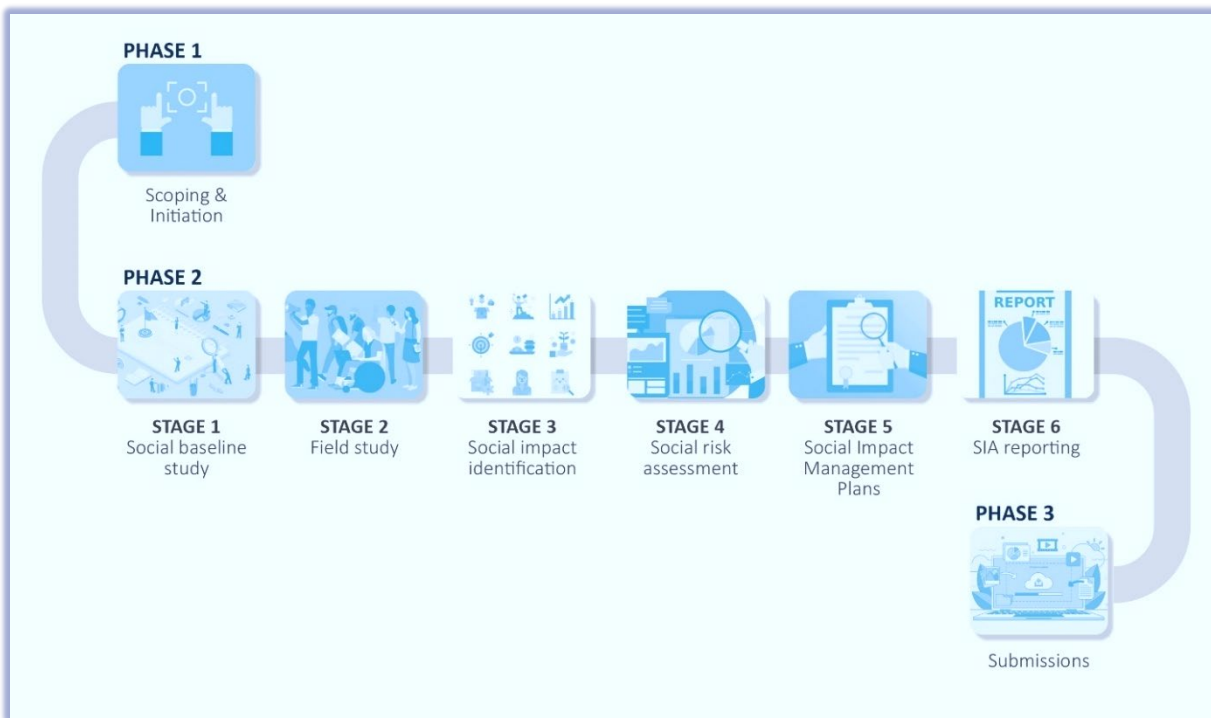 PHASE 1
Scoping &
Initiation
PHASE 2
STAGE 1
Social baseline
study
STAGE 2
Field study
STAGE 3
Social impact
identification
STAGE 4
Social risk
assessment
STAGE 5
Social Impact
Management
Plans
REPORT
STAGE 6
SIA reporting
PHASE 3
Submissions